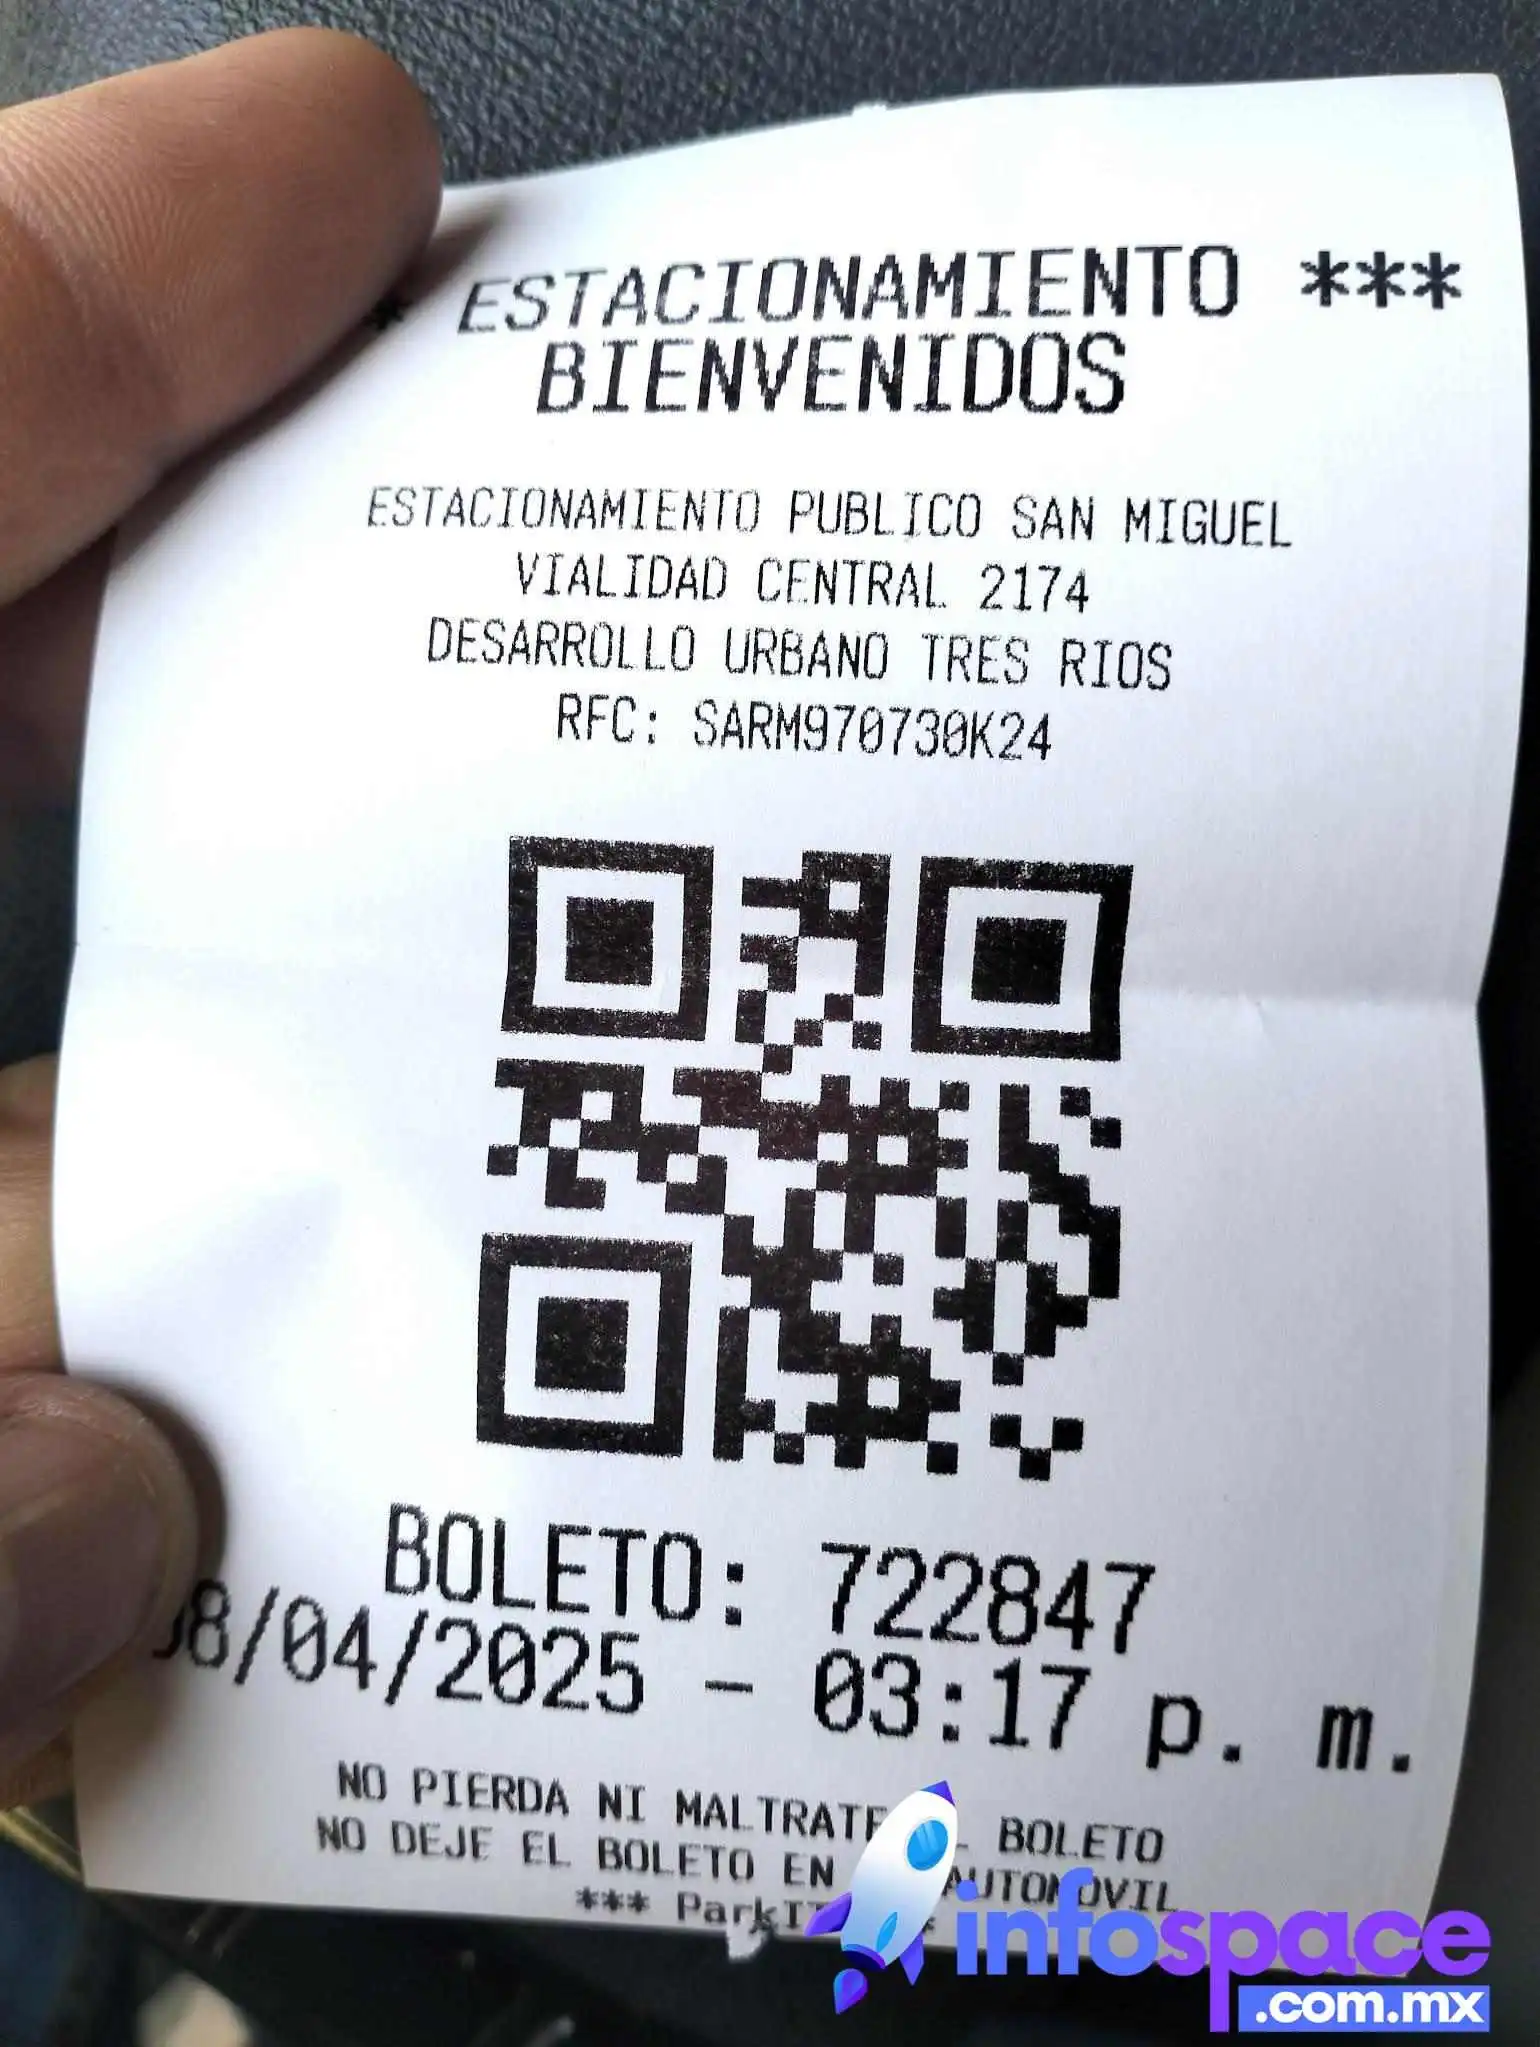 * ESTACIONAMIENTO ***
BIENVENIDOS
ESTACIONAMIENTO PUBLICO SAN MIGUEL
VIALIDAD CENTRAL 2174
DESARROLLO URBANO TRES RIOS
RFC: SARM970730K24
BOLETO: 722847
8/04/2025 - 03:17 p. m.
NO PIERDA NI MALTRATE BOLETO
NO DEJE EL BOLETO EN AUTOMOVIL
***
infospace
.com.mx